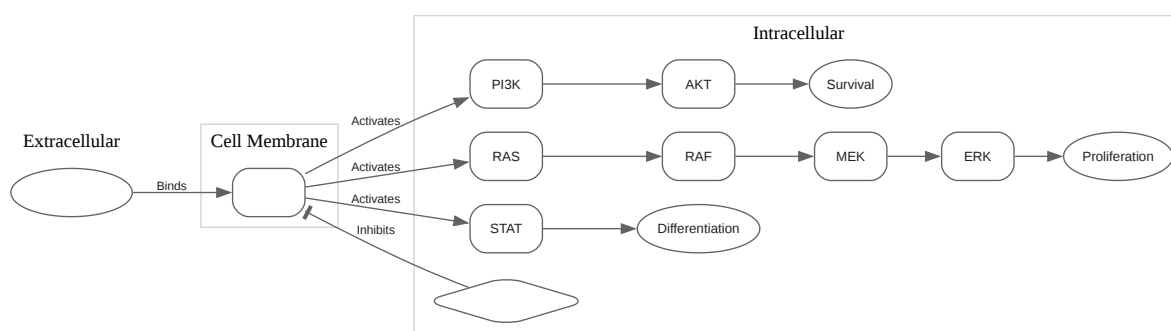 Intracellular
PI3K
AKT
Survival
Activates
Extracellular
Cell Membrane
Activates
RAS
RAF
MEK
ERK
Proliferation
Binds
Activates
STAT
Differentiation
Inhibits